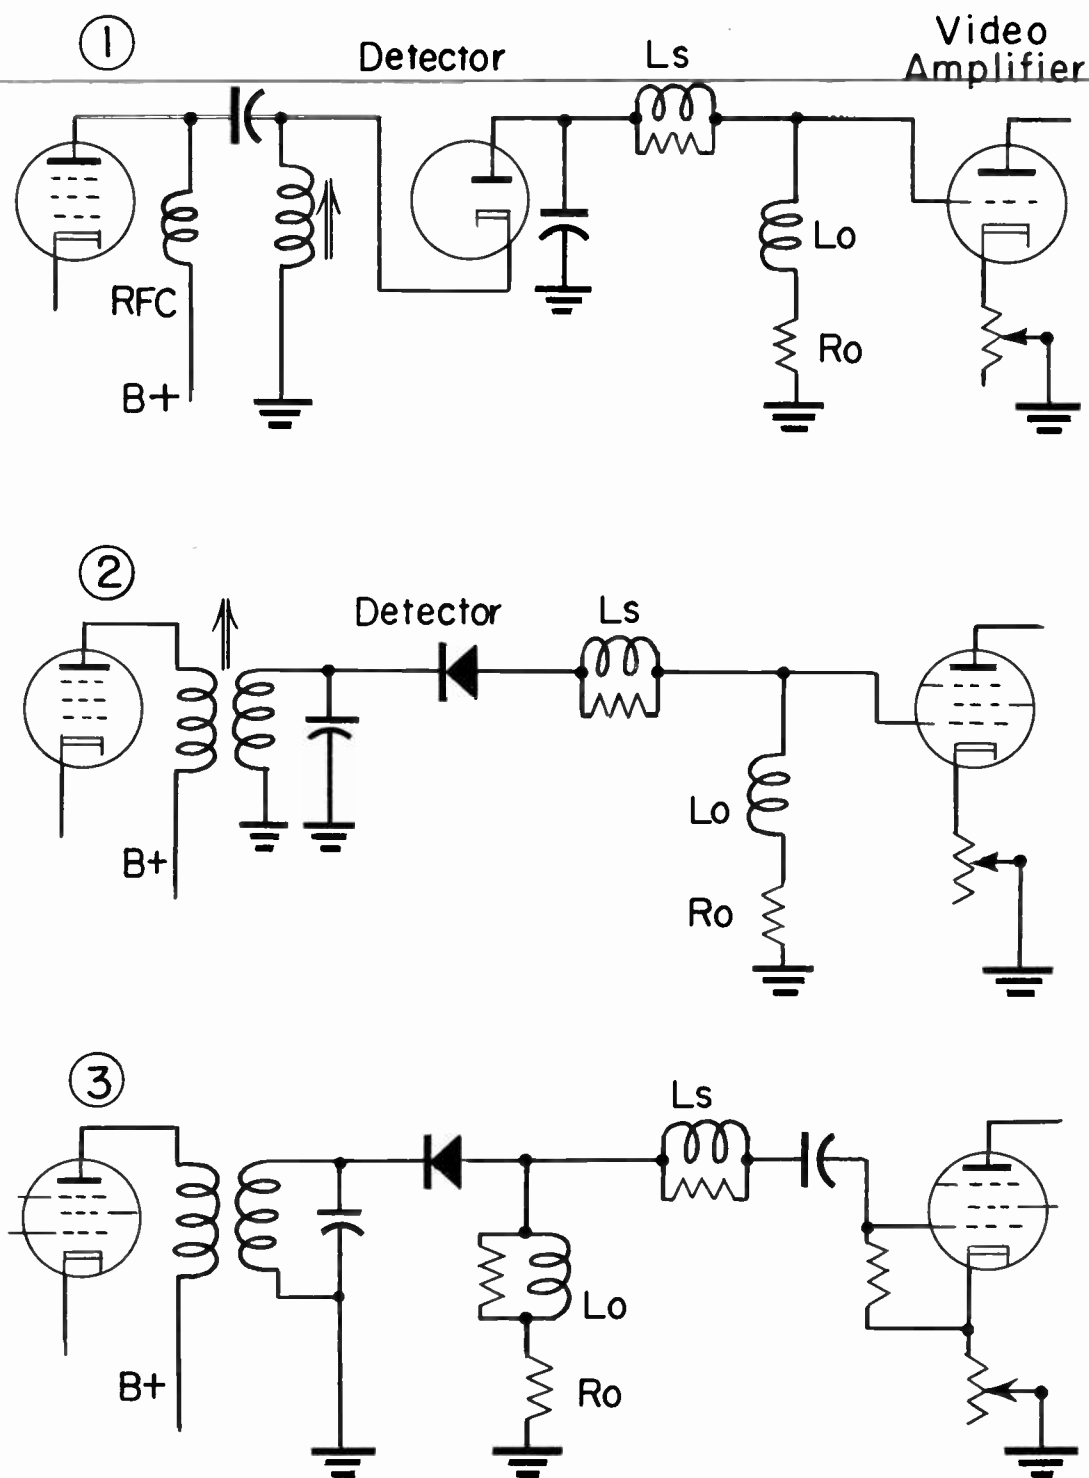 ①
Detector
Ls
Video
Amplifier
RFC
Lo
Ro
B+
②
Detector
Ls
Lo
B+
Ro
③
Ls
Lo
B+
Ro